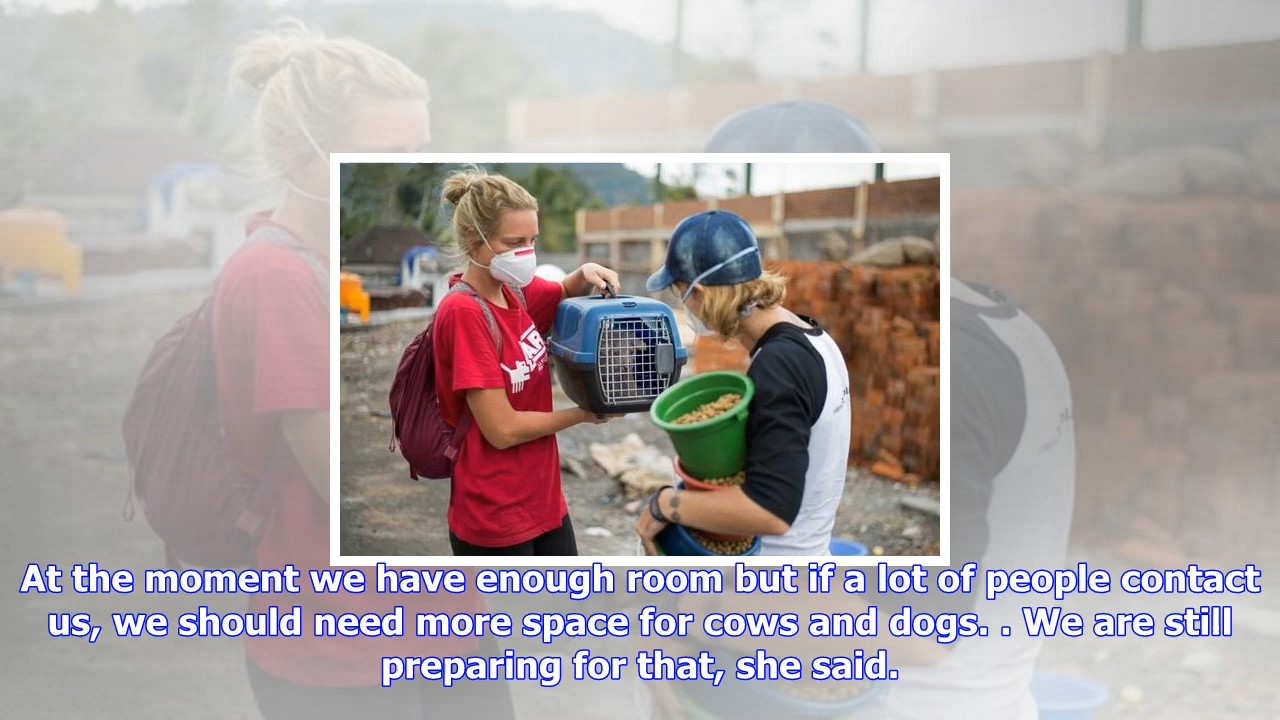 At the moment we have enough room but if a lot of people contact
us, we should need more space for cows and dogs. . We are still
preparing for that, she said.